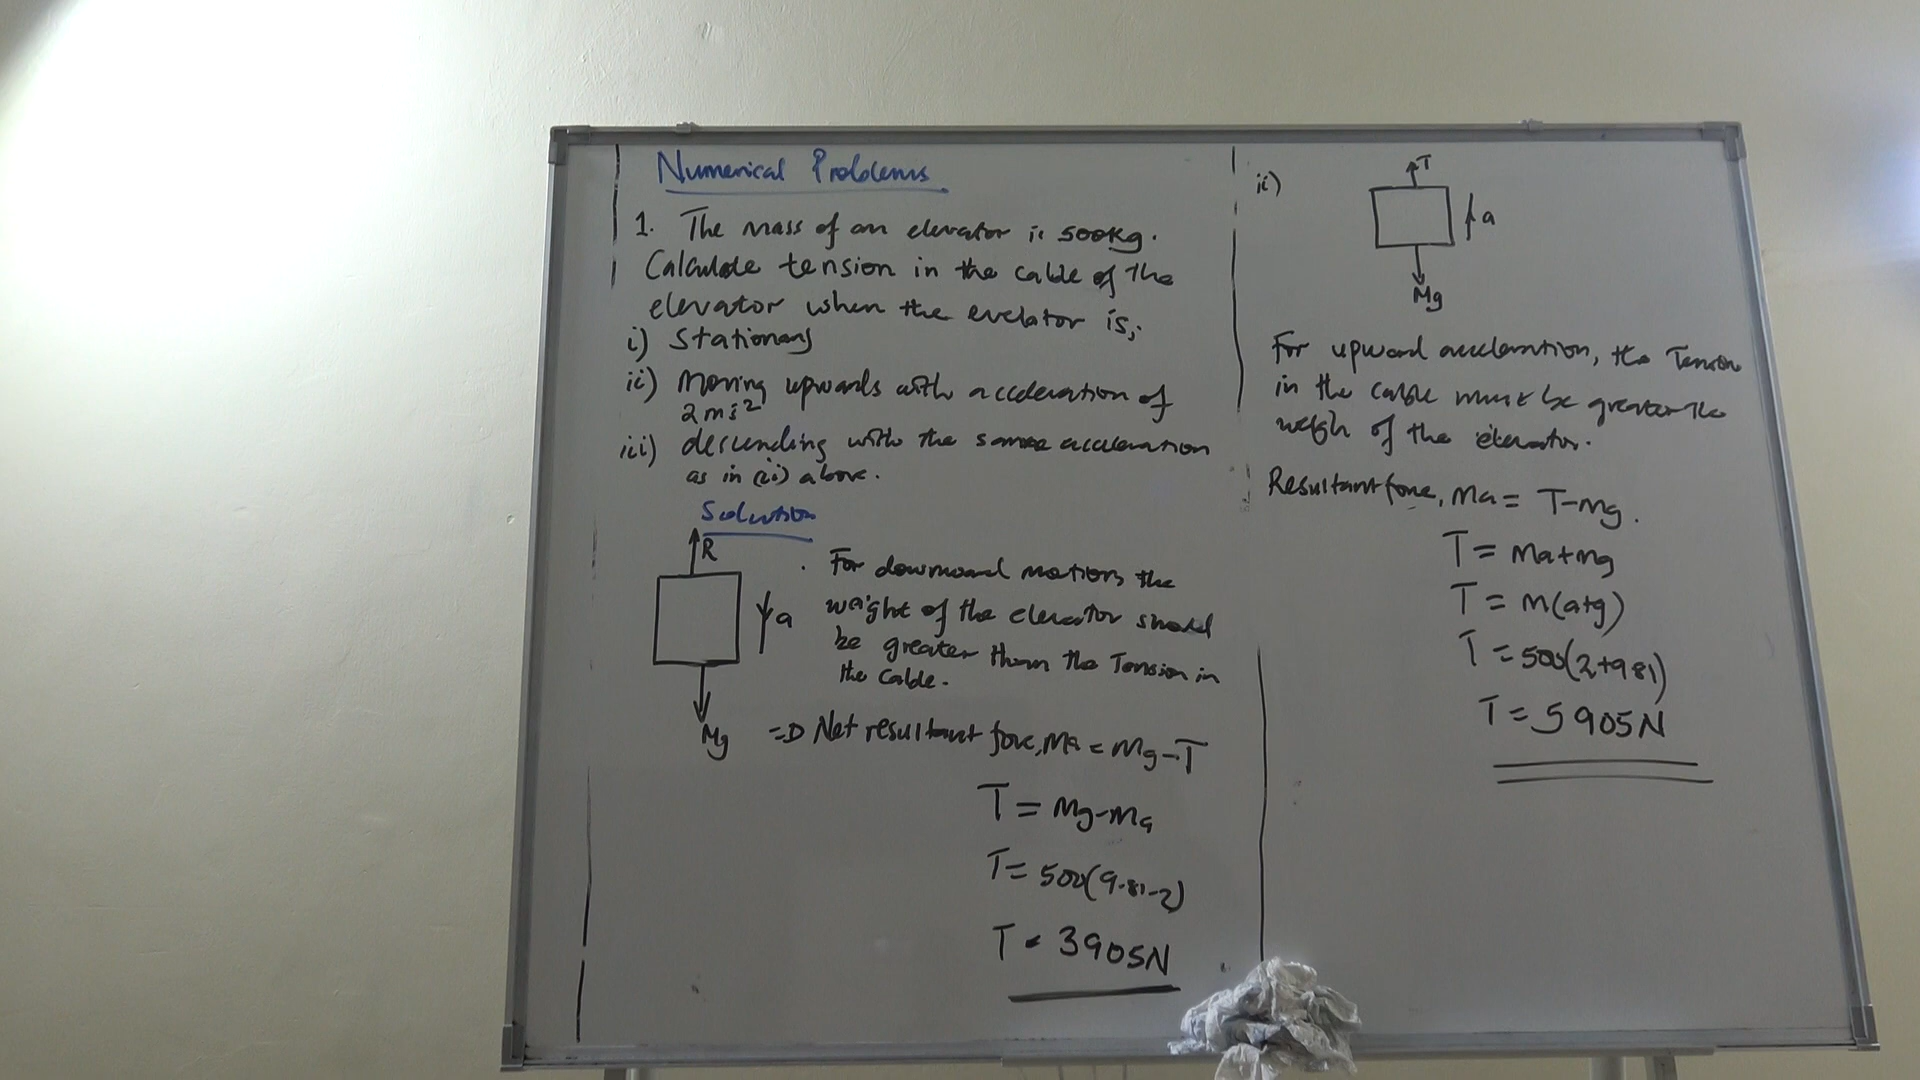 Numerical Problems
1. The mass of an elevator is 500kg.
Calculate tension in the cable of the
elevator when the evelator is;
i) Stationary
ii) Moving upwards with acceleration of
2ms⁻²
iii) descending with the same acceleration
as in (ii) above.
Solution
R
a
Mg
For downward motion, the
weight of the elevator should
be greater than the Tension in
the Cable.
=> Net resultant force, Ma = Mg-T
T = Mg-Ma
T = 500(9.81-2)
T = 3905N
ii)
T
a
Mg
For upward acceleration, the Tension
in the cable must be greater the
weigh of the elevator.
Resultant force, Ma = T-Mg.
T = Ma+Mg
T = M(a+g)
T = 500(2+9.81)
T = 5905N